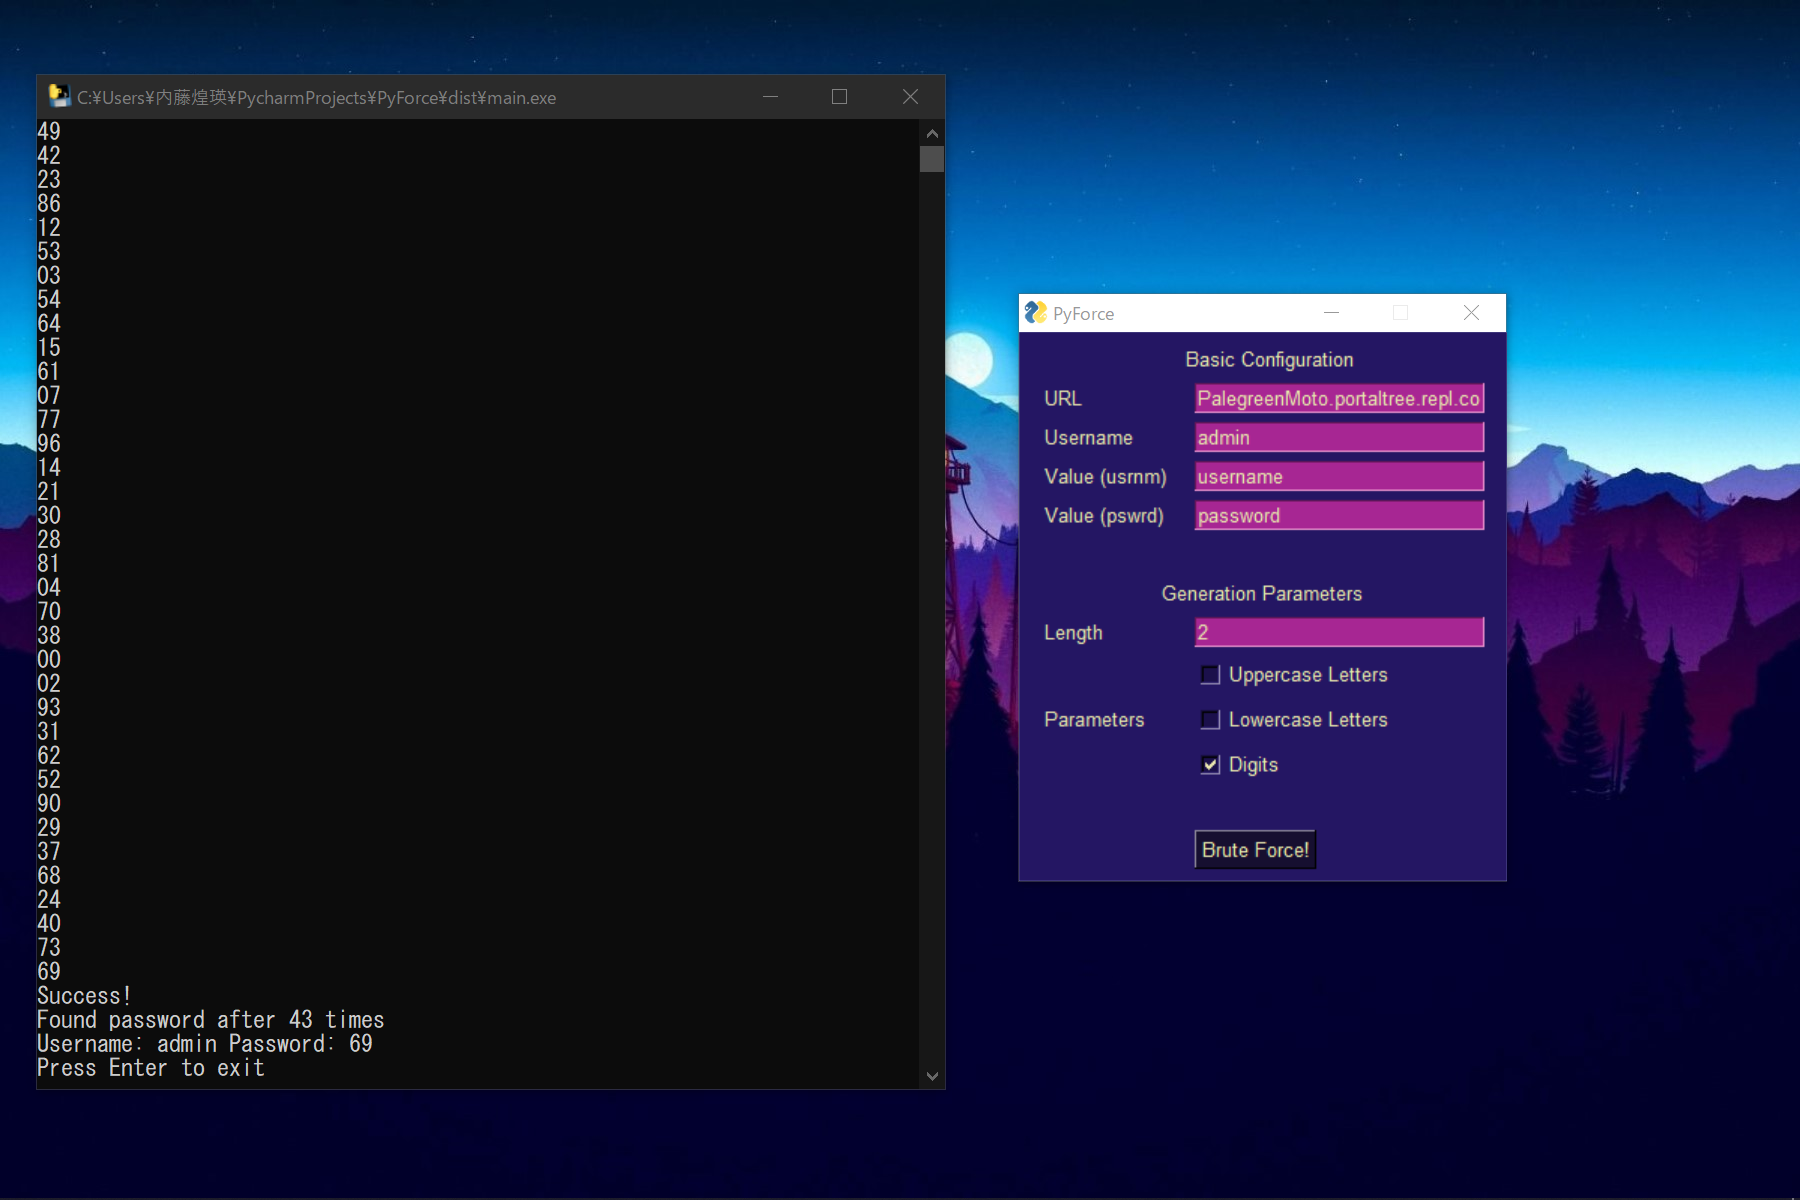 C:¥Users¥内藤煌瑛¥PycharmProjects¥PyForce¥dist¥main.exe
49
42
23
86
12
53
03
54
64
15
61
07
77
96
14
21
30
28
81
04
70
38
00
02
93
31
62
52
90
29
37
68
24
40
73
69
Success!
Found password after 43 times
Username: admin Password: 69
Press Enter to exit
PyForce
Basic Configuration
URL PalegreenMoto.portaltree.repl.co
Username admin
Value (usrnm) username
Value (pswrd) password
Generation Parameters
Length 2
Uppercase Letters
Parameters Lowercase Letters
Digits
Brute Force!